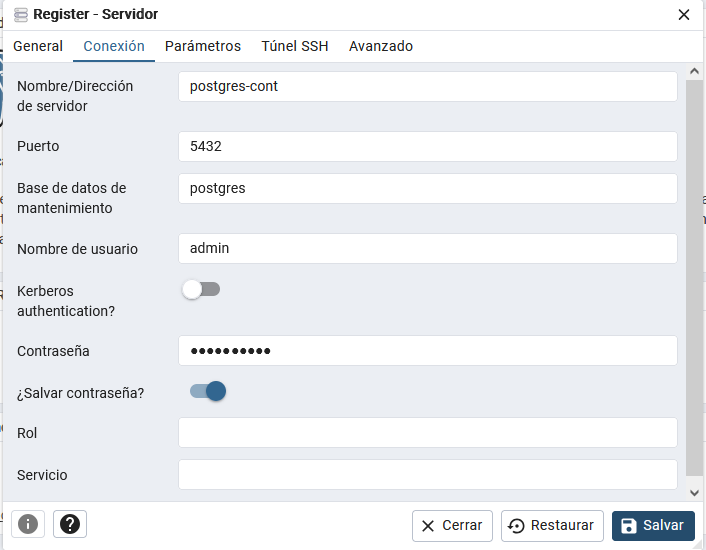 Register - Servidor
General Conexión Parámetros Túnel SSH Avanzado
Nombre/Dirección
de servidor
postgres-cont
Puerto
5432
Base de datos de
mantenimiento
postgres
Nombre de usuario
admin
Kerberos
authentication?
Contraseña
●●●●●●●●●●
¿Salvar contraseña?
Rol
Servicio
Cerrar Restaurar Salvar